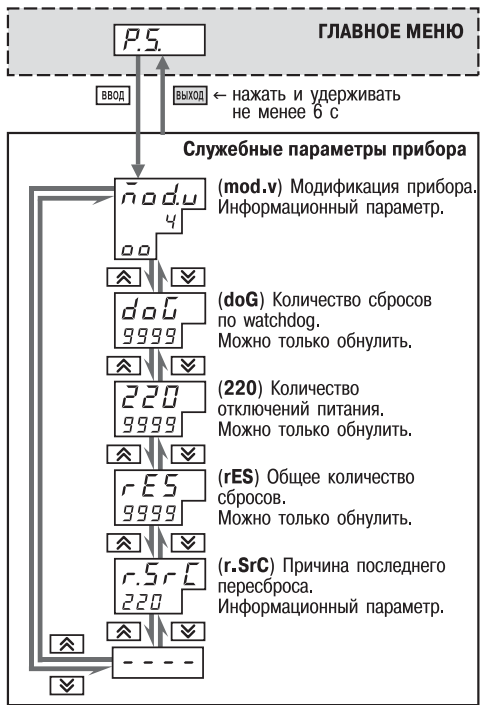 ГЛАВНОЕ МЕНЮ
P.S.
ВВОД
ВЫХОД ← нажать и удерживать
не менее 6 с
Служебные параметры прибора
mod.v
4
oo
(mod.v) Модификация прибора.
Информационный параметр.
doG
9999
(doG) Количество сбросов
по watchdog.
Можно только обнулить.
220
9999
(220) Количество
отключений питания.
Можно только обнулить.
rES
9999
(rES) Общее количество
сбросов.
Можно только обнулить.
r.SrC
220
(r.SrC) Причина последнего
пересброса.
Информационный параметр.
- - - -